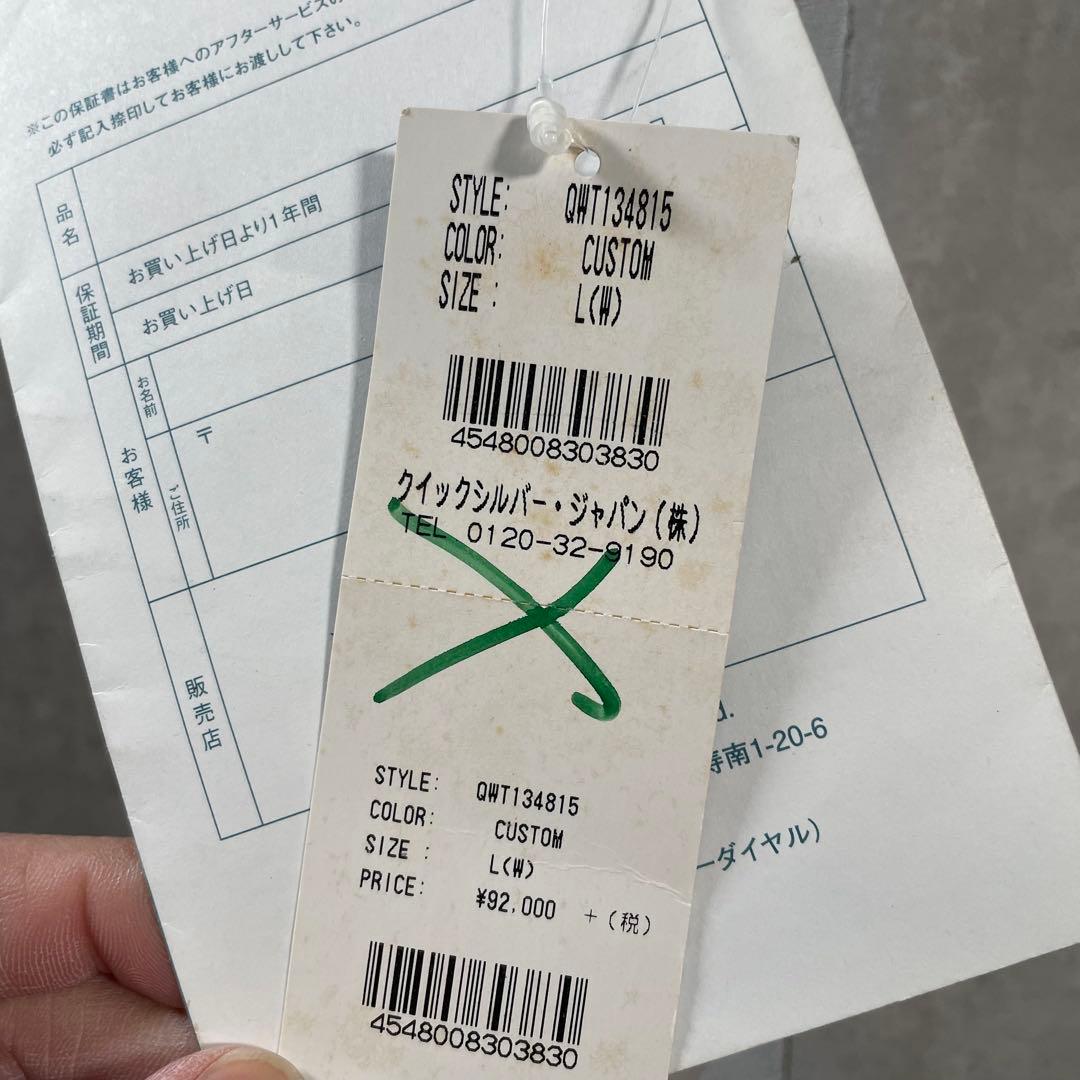 ※この保証書はお客様へのアフターサービスの
必ず記入捺印してお客様にお渡しして下さい。
品名
保証期間
お買い上げ日より1年間
お買い上げ日
お客様
お名前
ご住所
〒
販売店
STYLE: QWT134815
COLOR: CUSTOM
SIZE : L(W)
4548008303830
クイックシルバー・ジャパン(株)
TEL 0120-32-9190
STYLE: QWT134815
COLOR: CUSTOM
SIZE : L(W)
PRICE: ¥92,000 +(税)
4548008303830
d.
寿南1-20-6
ーダイヤル)